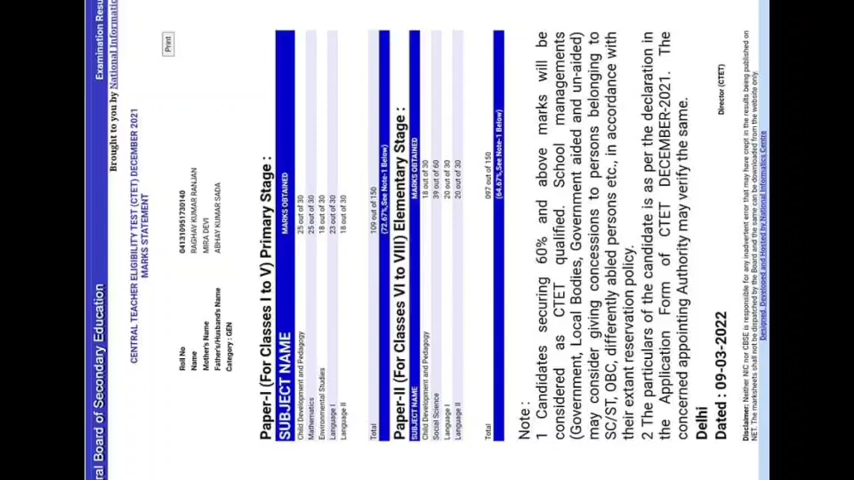 ral Board of Secondary Education
Examination Resu
Brought to you by National Information
Print
CENTRAL TEACHER ELIGIBILITY TEST (CTET) DECEMBER 2021
MARKS STATEMENT
Roll No 041310951730140
Name RAGHAV KUMAR RANJAN
Mother's Name MIRA DEVI
Father's/Husband's Name ABHAY KUMAR SADA
Category : GEN
Paper-I (For Classes I to V) Primary Stage :
SUBJECT NAME MARKS OBTAINED
Child Development and Pedagogy 25 out of 30
Mathematics 25 out of 30
Environmental Studies 18 out of 30
Language I 23 out of 30
Language II 18 out of 30
Total 109 out of 150
(72.67%,See Note-1 Below)
Paper-II (For Classes VI to VIII) Elementary Stage :
SUBJECT NAME MARKS OBTAINED
Child Development and Pedagogy 18 out of 30
Social Science 39 out of 60
Language I 20 out of 30
Language II 20 out of 30
Total 097 out of 150
(64.67%,See Note-1 Below)
Note :
1 Candidates securing 60% and above marks will be
considered as CTET qualified. School managements
(Government, Local Bodies, Government aided and un-aided)
may consider giving concessions to persons belonging to
SC/ST, OBC, differently abled persons etc., in accordance with
their extant reservation policy.
2 The particulars of the candidate is as per the declaration in
the Application Form of CTET DECEMBER-2021. The
concerned appointing Authority may verify the same.
Delhi
Dated : 09-03-2022 Director (CTET)
Disclaimer: Neither NIC nor CBSE is responsible for any inadvertent error that may have crept in the results being published on
NET. The marksheets shall not be dispatched by the Board and the same can be downloaded from the website only.
Designed, Developed and Hosted by National Informatics Centre